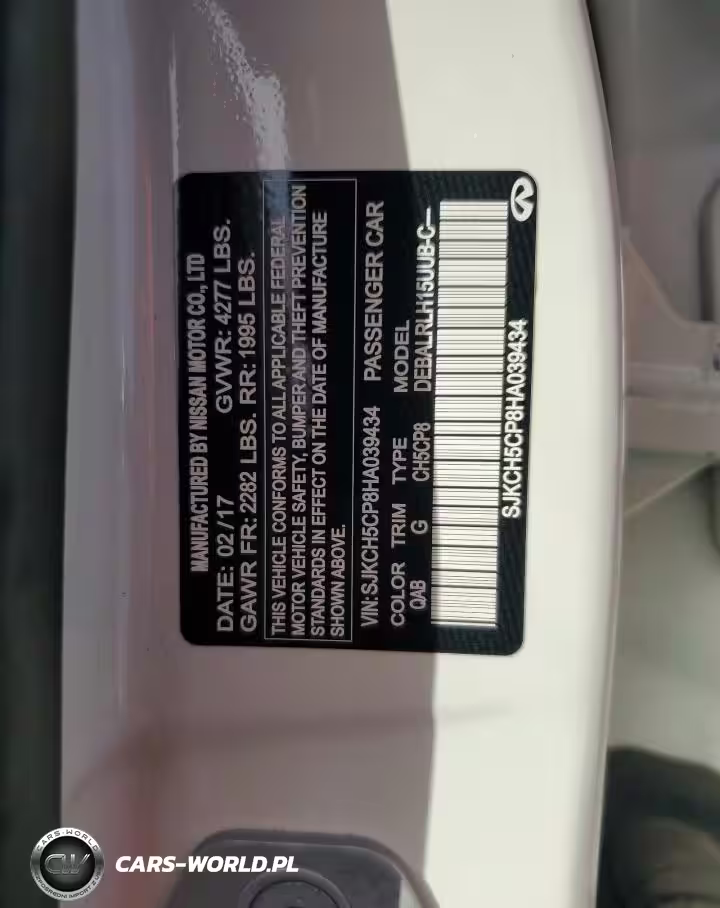 MANUFACTURED BY NISSAN MOTOR CO., LTD
DATE: 02 /17 GVWR: 4277 LBS.
GAWR FR: 2282 LBS. RR: 1995 LBS.
THIS VEHICLE CONFORMS TO ALL APPLICABLE FEDERAL
MOTOR VEHICLE SAFETY, BUMPER AND THEFT PREVENTION
STANDARDS IN EFFECT ON THE DATE OF MANUFACTURE
SHOWN ABOVE.
VIN: SJKCH5CP8HA039434 PASSENGER CAR
COLOR TRIM TYPE MODEL
QAB G CH5CP8 DEBALRLH15UUB-C---
SJKCH5CP8HA039434
CARS-WORLD
CW
CARS-WORLD.PL